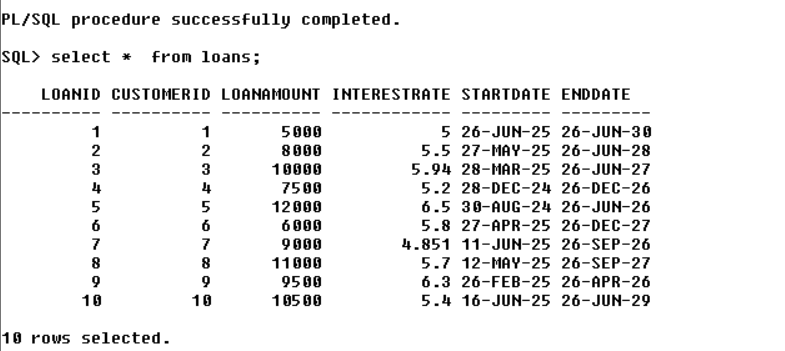 PL/SQL procedure successfully completed.
SQL> select *  from loans;
LOANID CUSTOMERID LOANAMOUNT INTERESTRATE STARTDATE ENDDATE
---------- ---------- ---------- ------------ --------- ---------
1 1 5000 5 26-JUN-25 26-JUN-30
2 2 8000 5.5 27-MAY-25 26-JUN-28
3 3 10000 5.94 28-MAR-25 26-JUN-27
4 4 7500 5.2 28-DEC-24 26-DEC-26
5 5 12000 6.5 30-AUG-24 26-JUN-26
6 6 6000 5.8 27-APR-25 26-DEC-27
7 7 9000 4.851 11-JUN-25 26-SEP-26
8 8 11000 5.7 12-MAY-25 26-SEP-27
9 9 9500 6.3 26-FEB-25 26-APR-26
10 10 10500 5.4 16-JUN-25 26-JUN-29
10 rows selected.